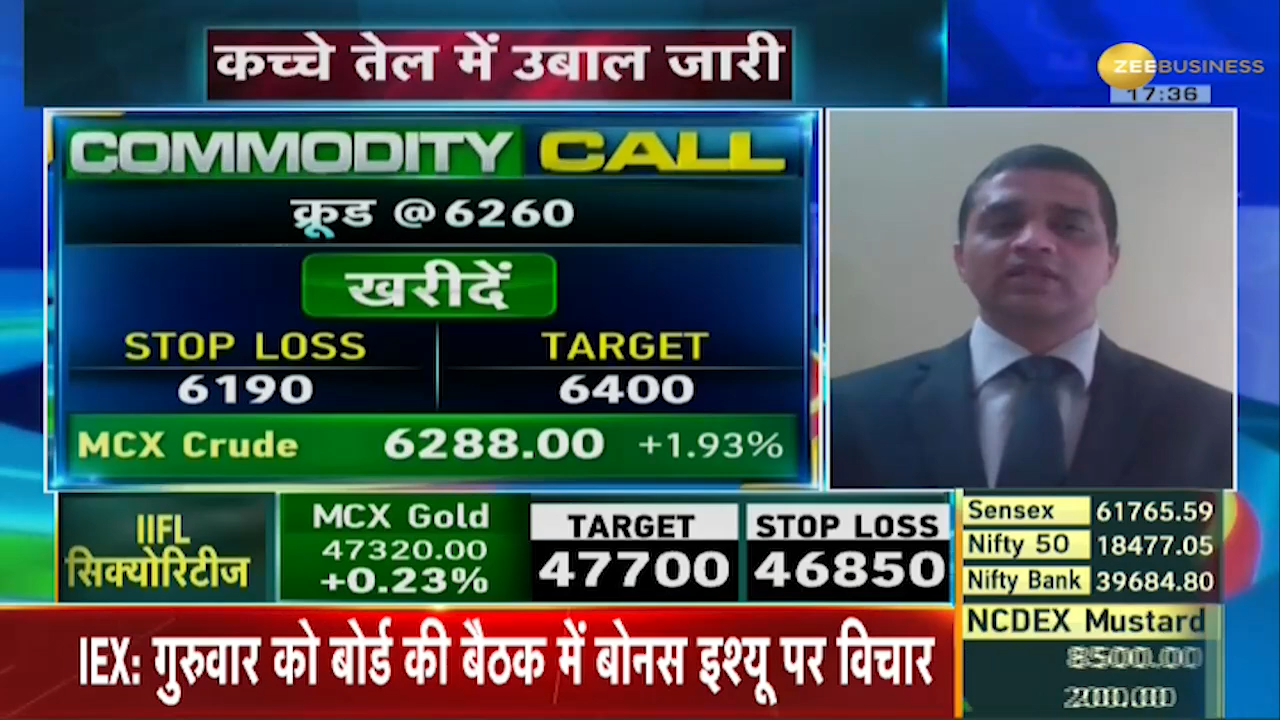 कच्चे तेल में उबाल जारी
ZEEBUSINESS
17:36
COMMODITY CALL
क्रूड @6260
खरीदें
STOP LOSS TARGET
6190 6400
MCX Crude 6288.00 +1.93%
IIFL
सिक्योरिटीज
MCX Gold
47320.00
+0.23%
TARGET
47700
STOP LOSS
46850
Sensex 61765.59
Nifty 50 18477.05
Nifty Bank 39684.80
NCDEX Mustard
IEX: गुरुवार को बोर्ड की बैठक में बोनस इश्यू पर विचार